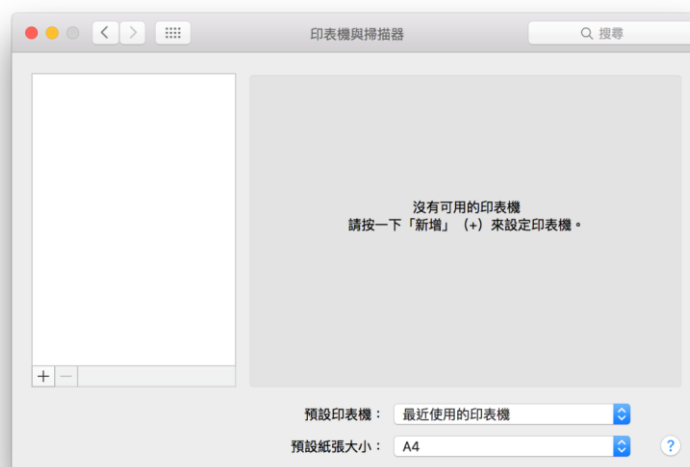 印表機與掃描器
搜尋
沒有可用的印表機
請按一下「新增」（+）來設定印表機。
預設印表機：
最近使用的印表機
預設紙張大小：
A4
?